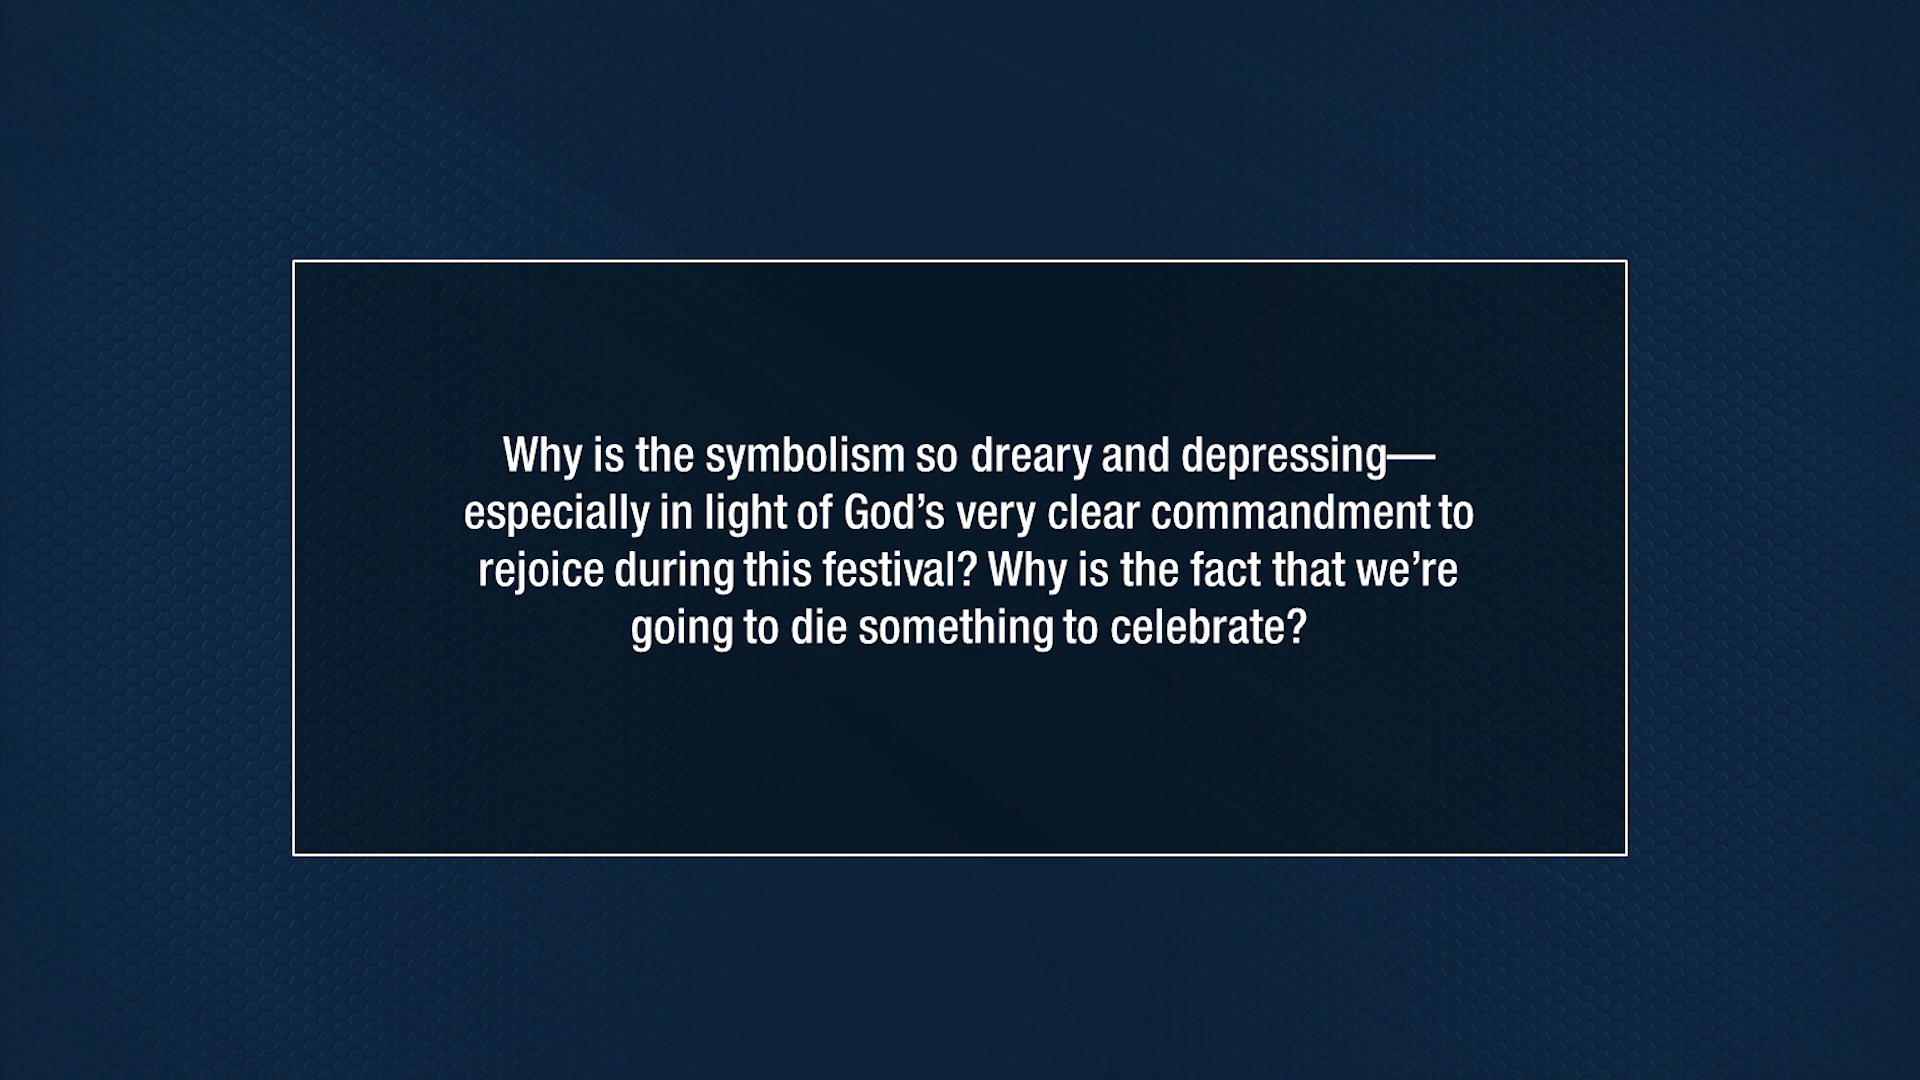 Why is the symbolism so dreary and depressing—
especially in light of God’s very clear commandment to
rejoice during this festival? Why is the fact that we’re
going to die something to celebrate?